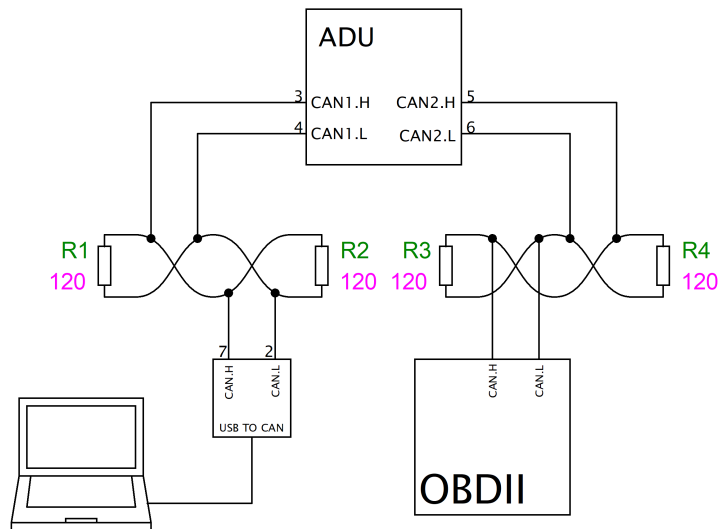 ADU
3 CAN1.H CAN2.H 5
4 CAN1.L CAN2.L 6
R1 R2 R3 R4
120 120 120 120
7 2
CAN.H CAN.L CAN.H CAN.L
USB TO CAN
OBDII